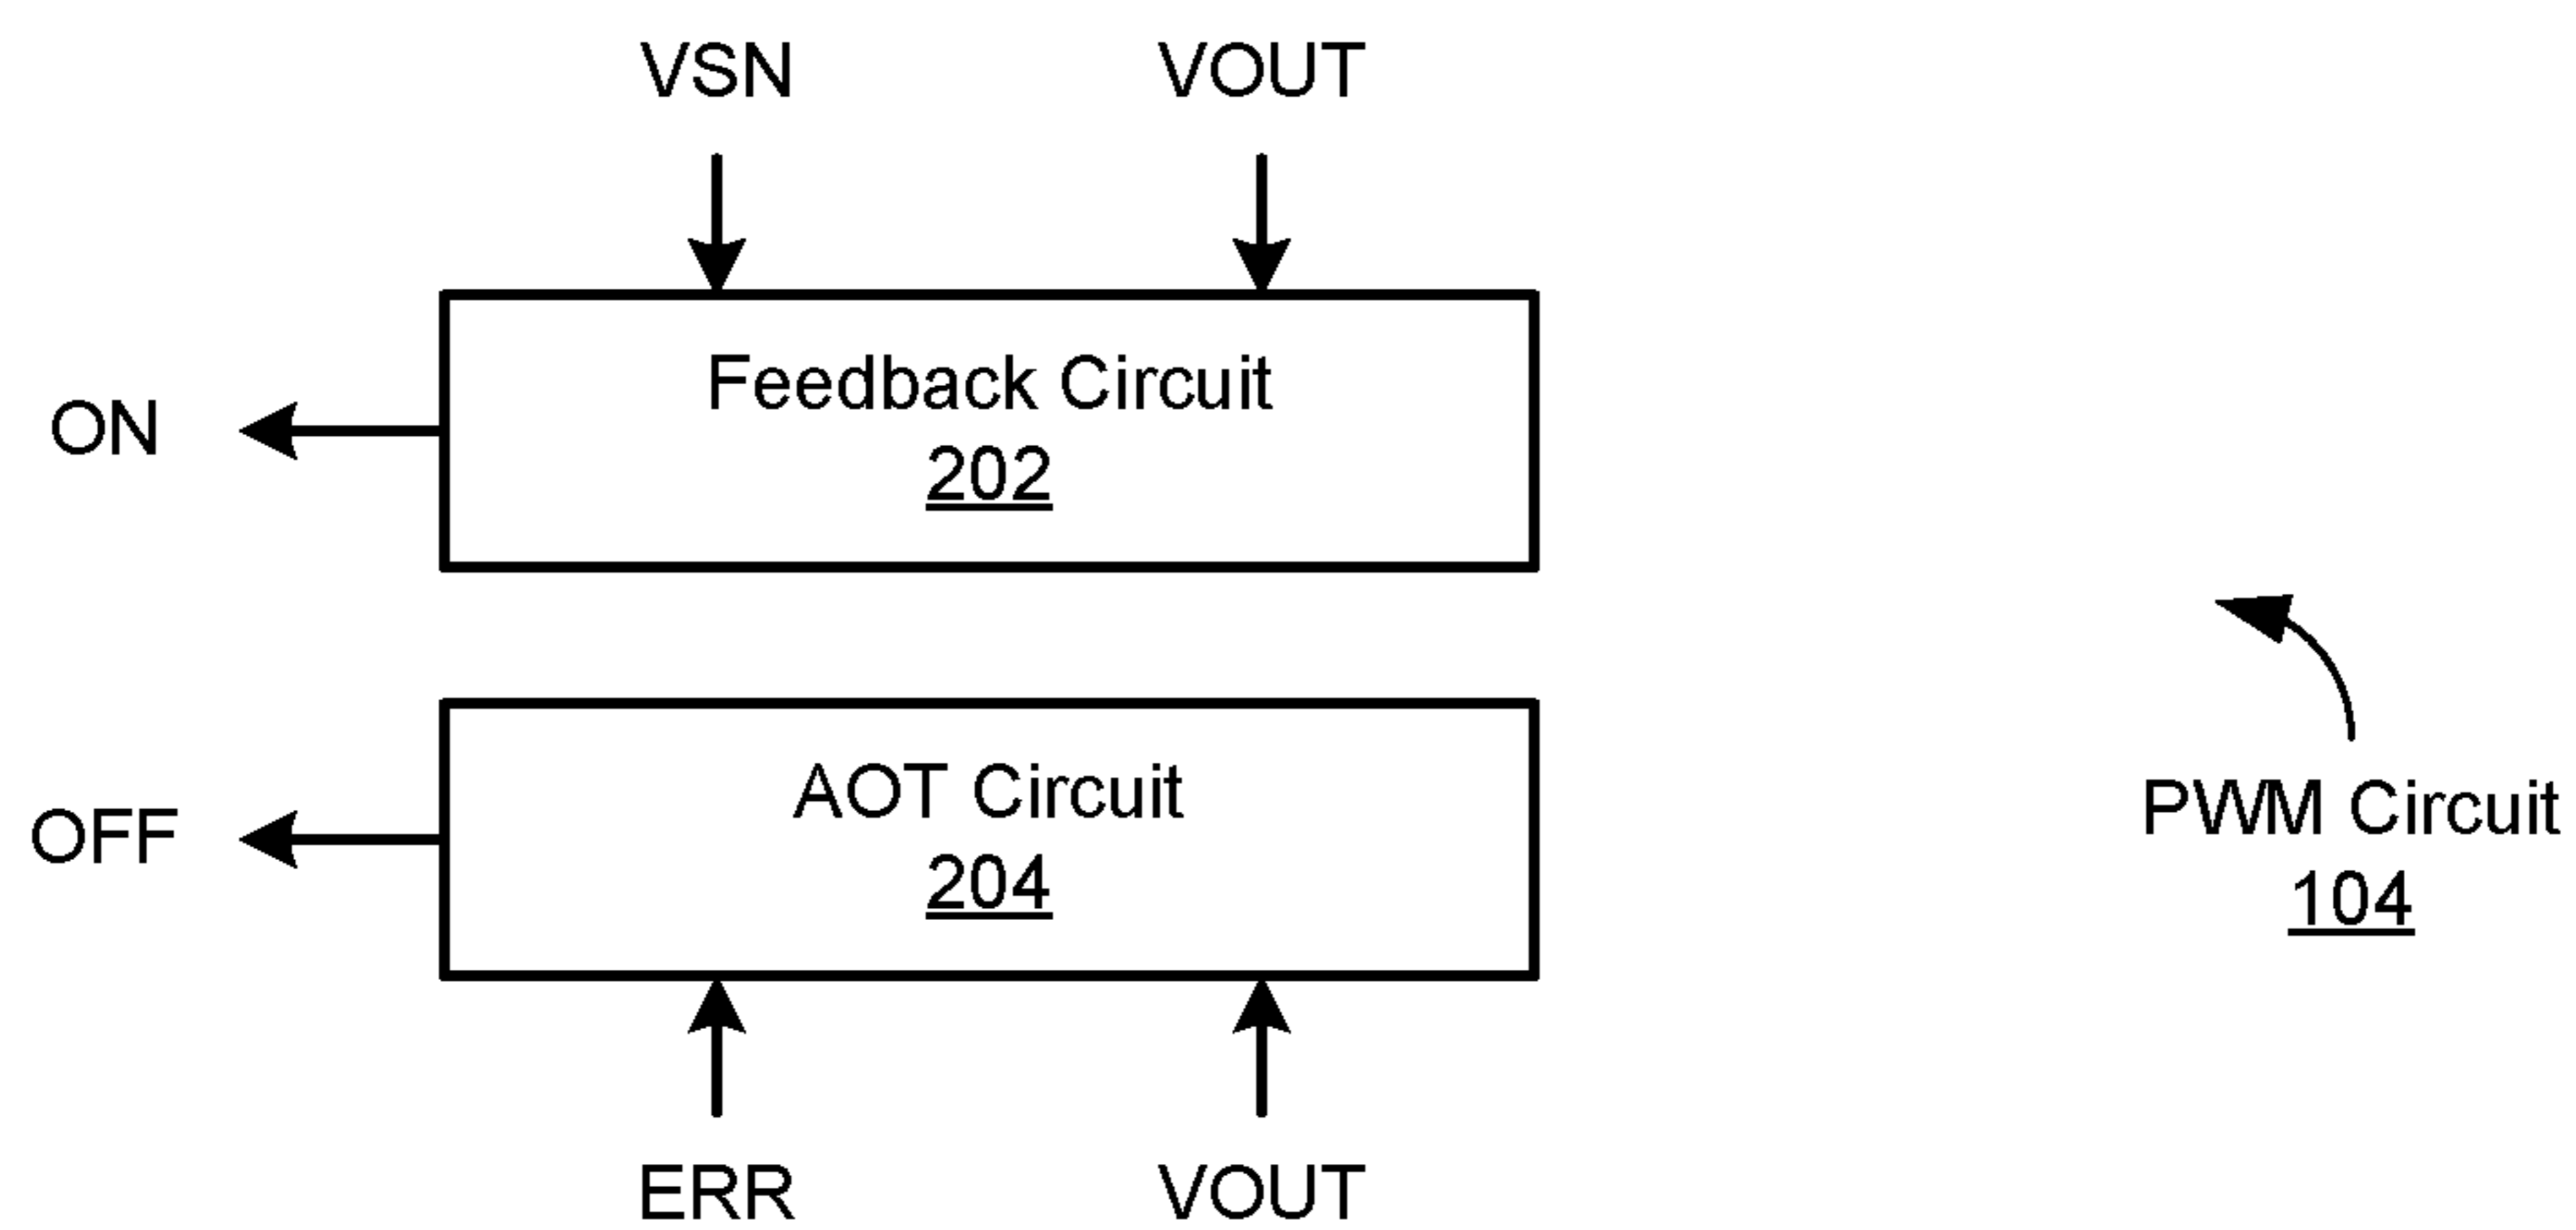 VSN
VOUT
Feedback Circuit
202
ON
AOT Circuit
204
OFF
PWM Circuit
104
ERR
VOUT